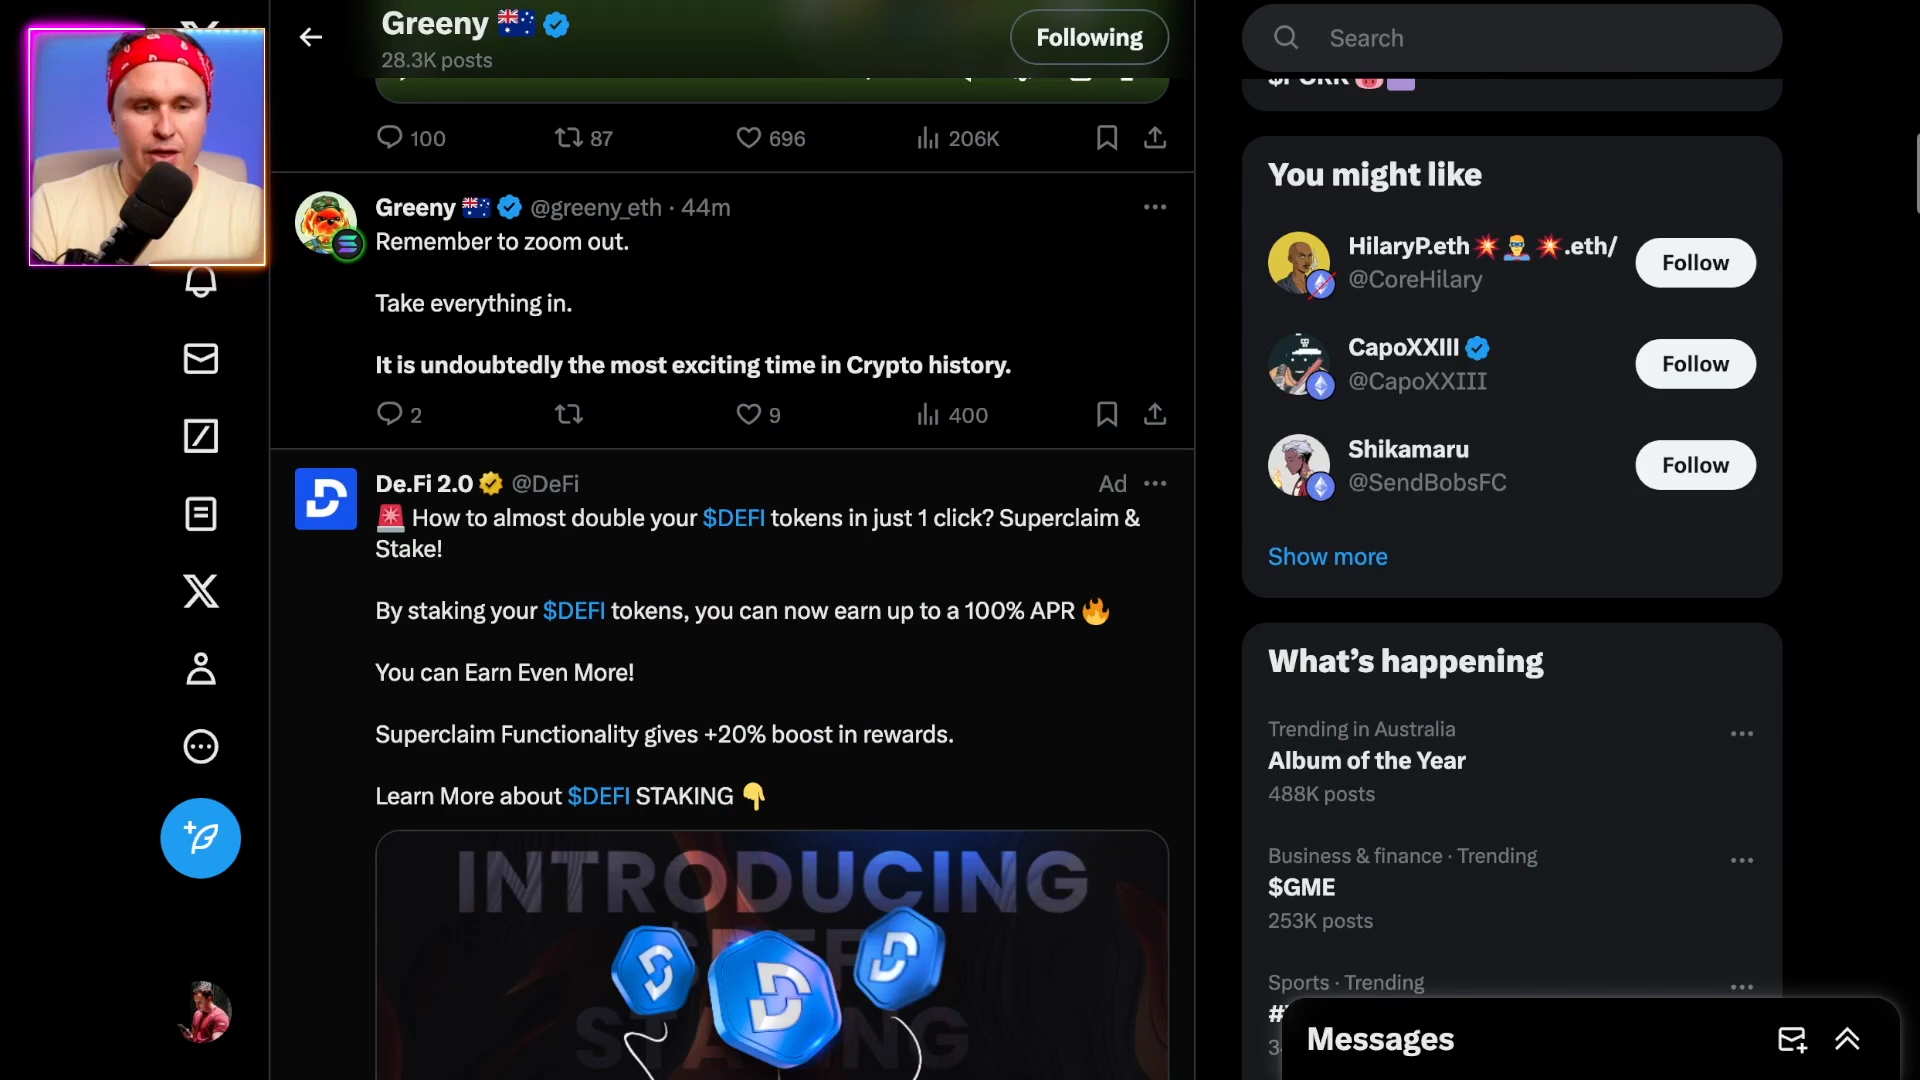 Greeny
28.3K posts
Following
100
87
696
206K
Greeny @greeny_eth · 44m
Remember to zoom out.
Take everything in.
It is undoubtedly the most exciting time in Crypto history.
2
9
400
De.Fi 2.0 @DeFi
Ad
How to almost double your $DEFI tokens in just 1 click? Superclaim &
Stake!
By staking your $DEFI tokens, you can now earn up to a 100% APR 🔥
You can Earn Even More!
Superclaim Functionality gives +20% boost in rewards.
Learn More about $DEFI STAKING 👇
INTRODUCING
$DEFI
STAKING
Search
You might like
HilaryP.eth💥🦸‍♂️💥.eth/
@CoreHilary
Follow
CapoXXIII
@CapoXXIII
Follow
Shikamaru
@SendBobsFC
Follow
Show more
What's happening
Trending in Australia
Album of the Year
488K posts
Business & finance · Trending
$GME
253K posts
Sports · Trending
Messages